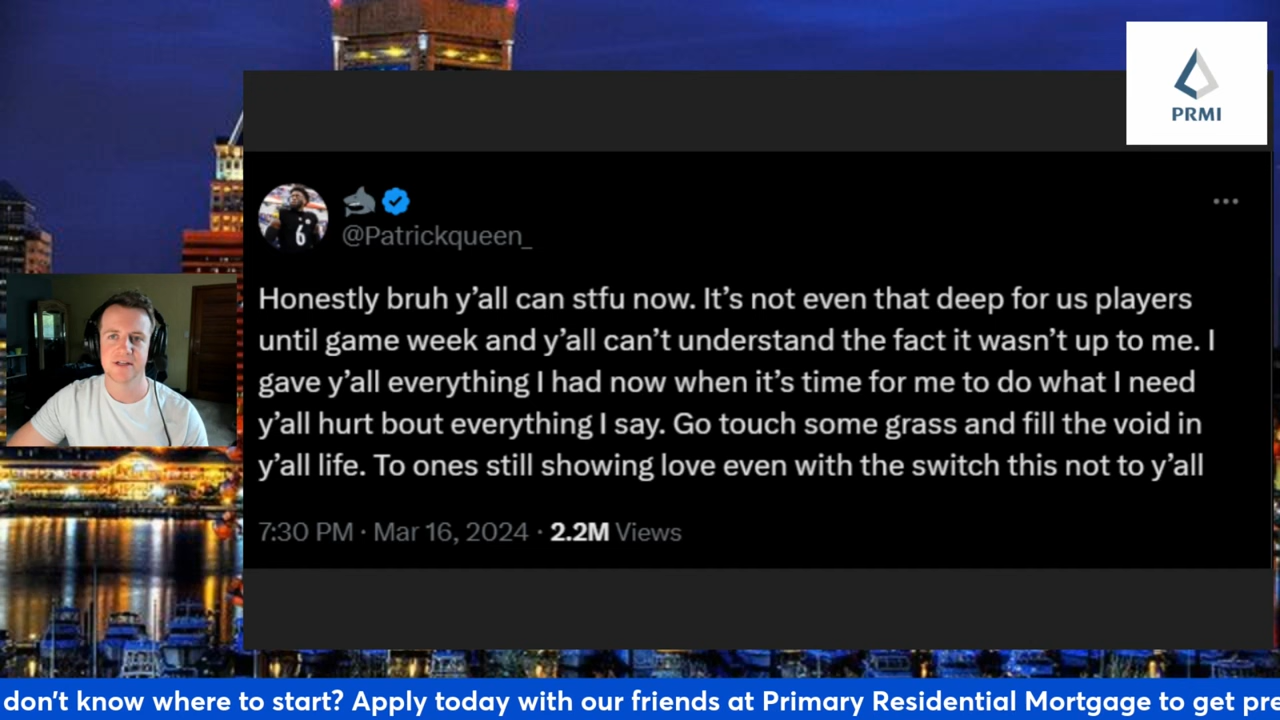 PRMI
@Patrickqueen_
Honestly bruh y’all can stfu now. It’s not even that deep for us players
until game week and y’all can’t understand the fact it wasn’t up to me. I
gave y’all everything I had now when it’s time for me to do what I need
y’all hurt bout everything I say. Go touch some grass and fill the void in
y’all life. To ones still showing love even with the switch this not to y’all
7:30 PM · Mar 16, 2024 · 2.2M Views
don't know where to start? Apply today with our friends at Primary Residential Mortgage to get pre
6